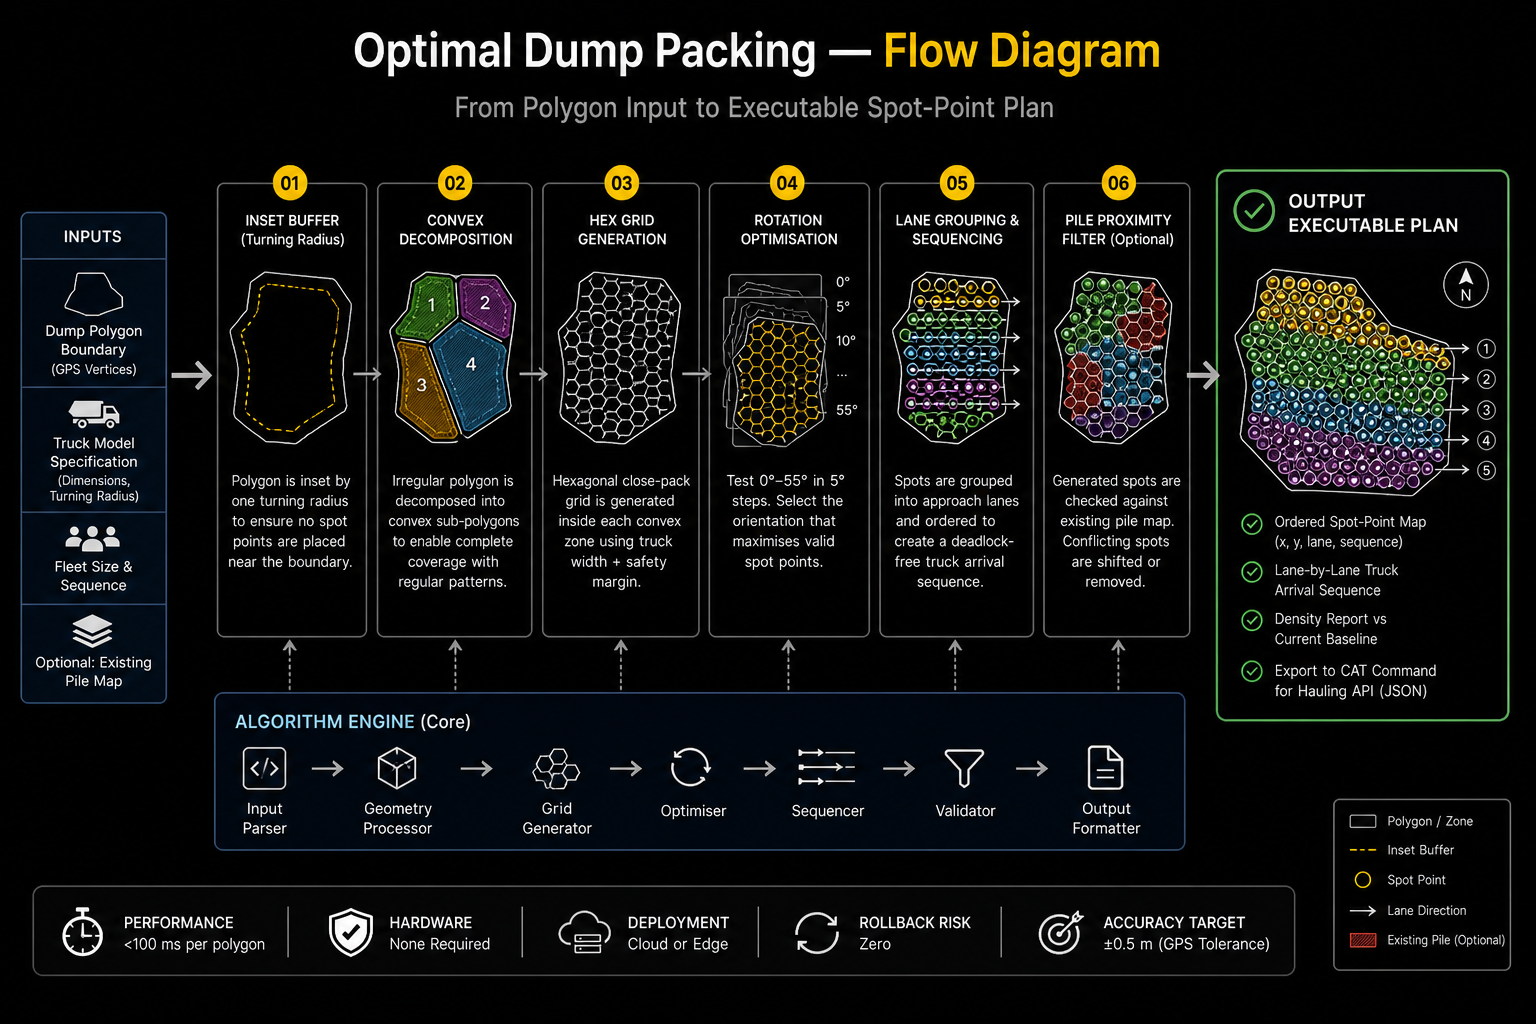 Optimal Dump Packing — Flow Diagram
From Polygon Input to Executable Spot-Point Plan
INPUTS
Dump Polygon
Boundary
(GPS Vertices)
Truck Model
Specification
(Dimensions,
Turning Radius)
Fleet Size &
Sequence
Optional: Existing
Pile Map
01
INSET BUFFER
(Turning Radius)
Polygon is inset by
one turning radius
to ensure no spot
points are placed
near the boundary.
02
CONVEX
DECOMPOSITION
1
2
3
4
Irregular polygon is
decomposed into
convex sub-polygons
to enable complete
coverage with
regular patterns.
03
HEX GRID
GENERATION
Hexagonal close-pack
grid is generated
inside each convex
zone using truck
width + safety
margin.
04
ROTATION
OPTIMISATION
0°
5°
10°
...
55°
Test 0°–55° in 5°
steps. Select the
orientation that
maximises valid
spot points.
05
LANE GROUPING &
SEQUENCING
Spots are grouped
into approach lanes
and ordered to
create a deadlock-
free truck arrival
sequence.
06
PILE PROXIMITY
FILTER (Optional)
Generated spots are
checked against
existing pile map.
Conflicting spots
are shifted or
removed.
OUTPUT
EXECUTABLE PLAN
N
1
2
3
4
5
Ordered Spot-Point Map
(x, y, lane, sequence)
Lane-by-Lane Truck
Arrival Sequence
Density Report vs
Current Baseline
Export to CAT Command
for Hauling API (JSON)
ALGORITHM ENGINE (Core)
</>
Input
Parser
Geometry
Processor
Grid
Generator
Optimiser
Sequencer
Validator
Output
Formatter
PERFORMANCE
<100 ms per polygon
HARDWARE
None Required
DEPLOYMENT
Cloud or Edge
ROLLBACK RISK
Zero
ACCURACY TARGET
±0.5 m (GPS Tolerance)
Polygon / Zone
Inset Buffer
Spot Point
Lane Direction
Existing Pile (Optional)